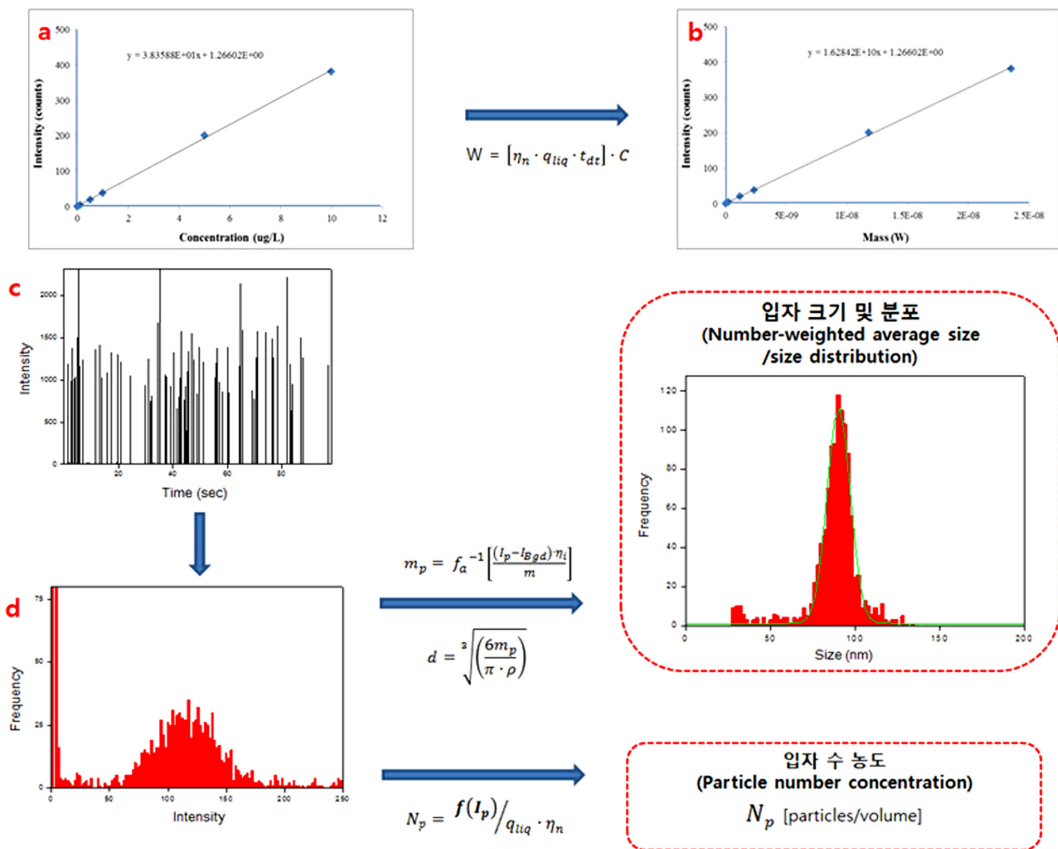 a
y = 3.83588E+01x + 1.26602E+00
500
400
300
200
100
0
0 2 4 6 8 10 12
Intensity (counts)
Concentration (ug/L)
W = [η_n · q_liq · t_dt] · C
b
y = 1.62842E+10x + 1.26602E+00
500
400
300
200
100
0
0 5E-09 1E-08 1.5E-08 2E-08 2.5E-08
Intensity (counts)
Mass (W)
c
2000
1500
1000
500
0
20 40 60 80
Intensity
Time (sec)
입자 크기 및 분포
(Number-weighted average size
/size distribution)
120
100
80
60
40
20
0
0 50 100 150 200
Frequency
Size (nm)
d
75
50
25
0
0 50 100 150 200 250
Frequency
Intensity
m_p = f_a^-1 [(I_p−I_Bgd)·η_i / m]
d = ∛(6m_p / π · ρ)
N_p = f(I_p)/q_liq · η_n
입자 수 농도
(Particle number concentration)
N_p [particles/volume]